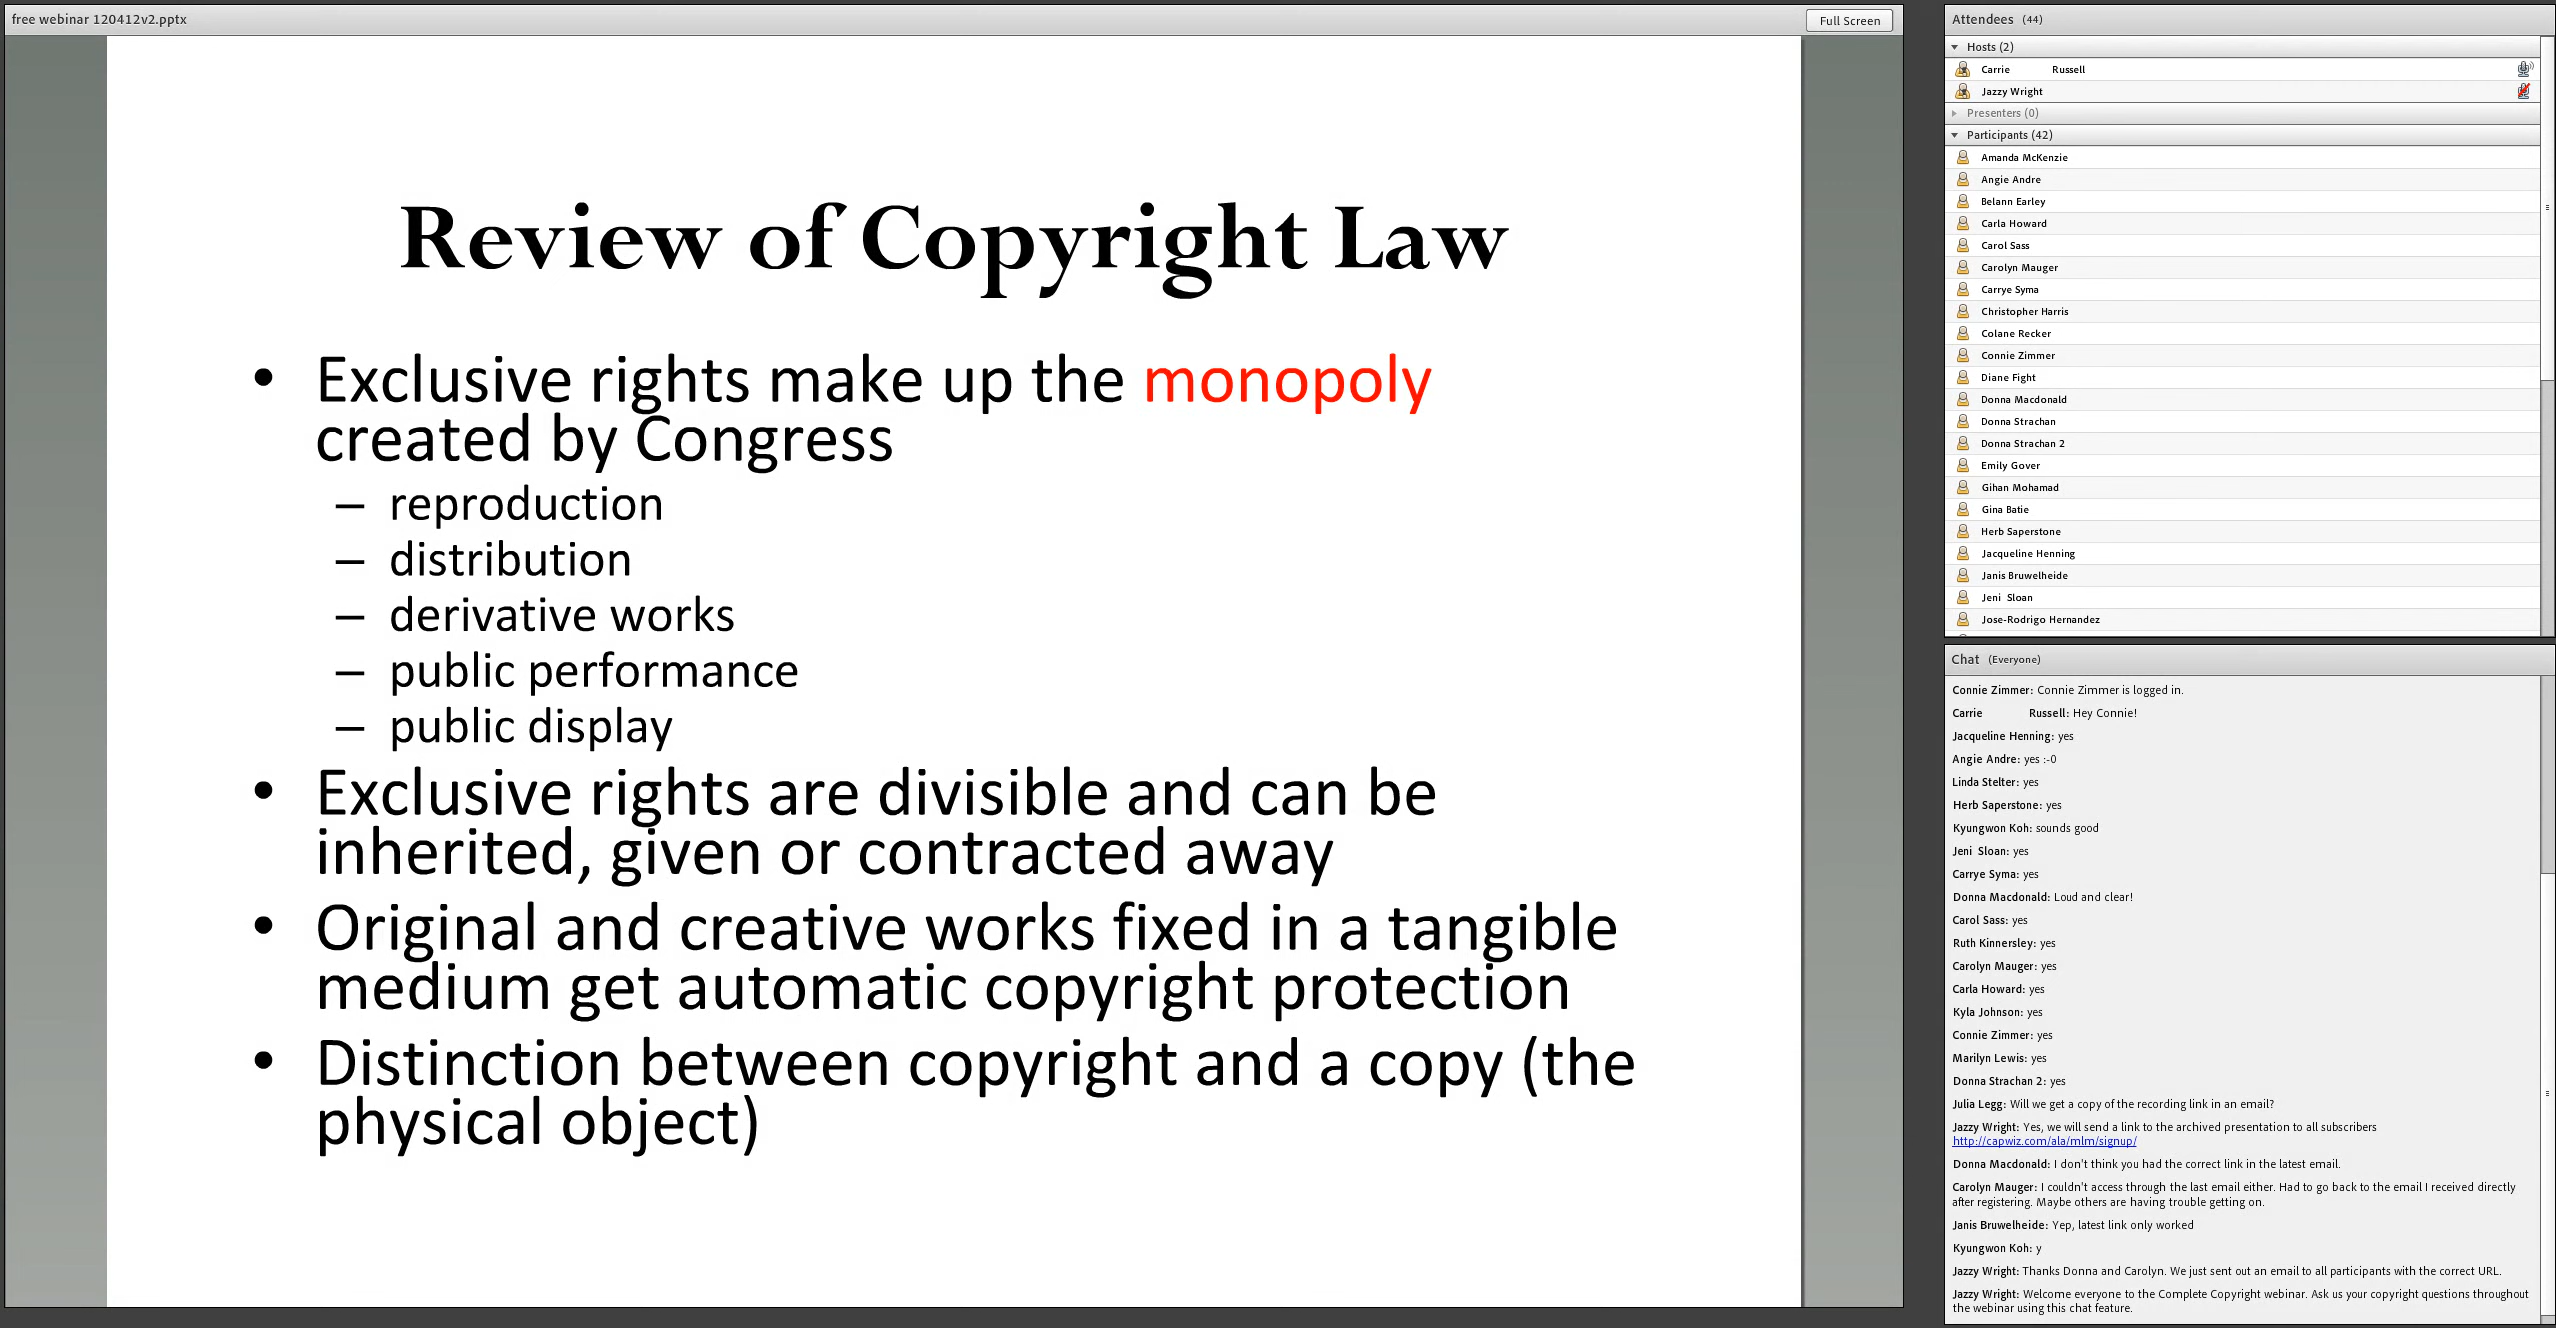 free webinar 120412v2.pptx
Full Screen
Review of Copyright Law
• Exclusive rights make up the monopoly
created by Congress
– reproduction
– distribution
– derivative works
– public performance
– public display
• Exclusive rights are divisible and can be
inherited, given or contracted away
• Original and creative works fixed in a tangible
medium get automatic copyright protection
• Distinction between copyright and a copy (the
physical object)
Attendees (44)
Hosts (2)
Carrie Russell
Jazzy Wright
Presenters (0)
Participants (42)
Amanda McKenzie
Angie Andre
Belann Earley
Carla Howard
Carol Sass
Carolyn Mauger
Carrye Syma
Christopher Harris
Colane Recker
Connie Zimmer
Diane Fight
Donna Macdonald
Donna Strachan
Donna Strachan 2
Emily Gover
Gihan Mohamad
Gina Batie
Herb Saperstone
Jacqueline Henning
Janis Bruwelheide
Jeni Sloan
Jose-Rodrigo Hernandez
Chat (Everyone)
Connie Zimmer: Connie Zimmer is logged in.
Carrie Russell: Hey Connie!
Jacqueline Henning: yes
Angie Andre: yes :-0
Linda Stelter: yes
Herb Saperstone: yes
Kyungwon Koh: sounds good
Jeni Sloan: yes
Carrye Syma: yes
Donna Macdonald: Loud and clear!
Carol Sass: yes
Ruth Kinnersley: yes
Carolyn Mauger: yes
Carla Howard: yes
Kyla Johnson: yes
Connie Zimmer: yes
Marilyn Lewis: yes
Donna Strachan 2: yes
Julia Legg: Will we get a copy of the recording link in an email?
Jazzy Wright: Yes, we will send a link to the archived presentation to all subscribers
http://capwiz.com/ala/mlm/signup/
Donna Macdonald: I don't think you had the correct link in the latest email.
Carolyn Mauger: I couldn't access through the last email either. Had to go back to the email I received directly
after registering. Maybe others are having trouble getting on.
Janis Bruwelheide: Yep, latest link only worked
Kyungwon Koh: y
Jazzy Wright: Thanks Donna and Carolyn. We just sent out an email to all participants with the correct URL.
Jazzy Wright: Welcome everyone to the Complete Copyright webinar. Ask us your copyright questions throughout
the webinar using this chat feature.